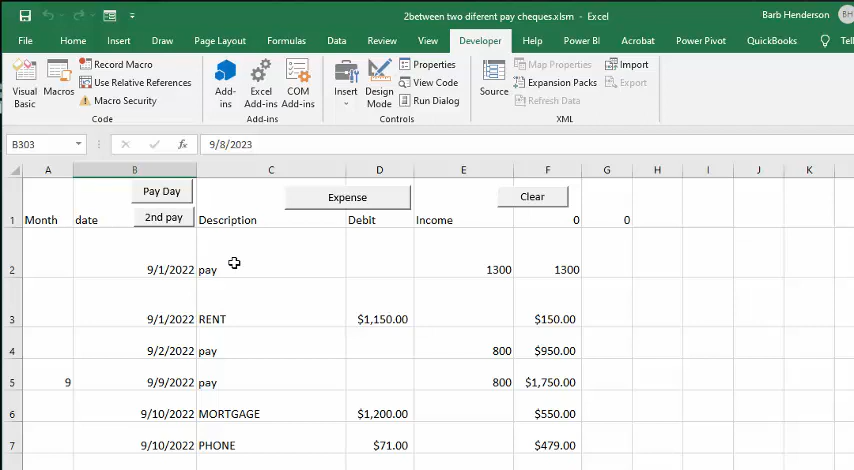 2between two diferent pay cheques.xlsm - Excel
Barb Henderson
BH
File Home Insert Draw Page Layout Formulas Data Review View Developer Help Power BI Acrobat Power Pivot QuickBooks Tell
Visual Basic
Macros
Record Macro
Use Relative References
Macro Security
Code
Add-ins
Excel Add-ins
COM Add-ins
Add-ins
Insert
Design Mode
Properties
View Code
Run Dialog
Controls
Source
Map Properties
Expansion Packs
Refresh Data
Import
Export
XML
B303
fx
9/8/2023
A B C D E F G H I J K
Pay Day
2nd pay
Expense
Clear
1 Month date Description Debit Income 0 0
2 9/1/2022 pay 1300 1300
3 9/1/2022 RENT $1,150.00 $150.00
4 9/2/2022 pay 800 $950.00
5 9 9/9/2022 pay 800 $1,750.00
6 9/10/2022 MORTGAGE $1,200.00 $550.00
7 9/10/2022 PHONE $71.00 $479.00